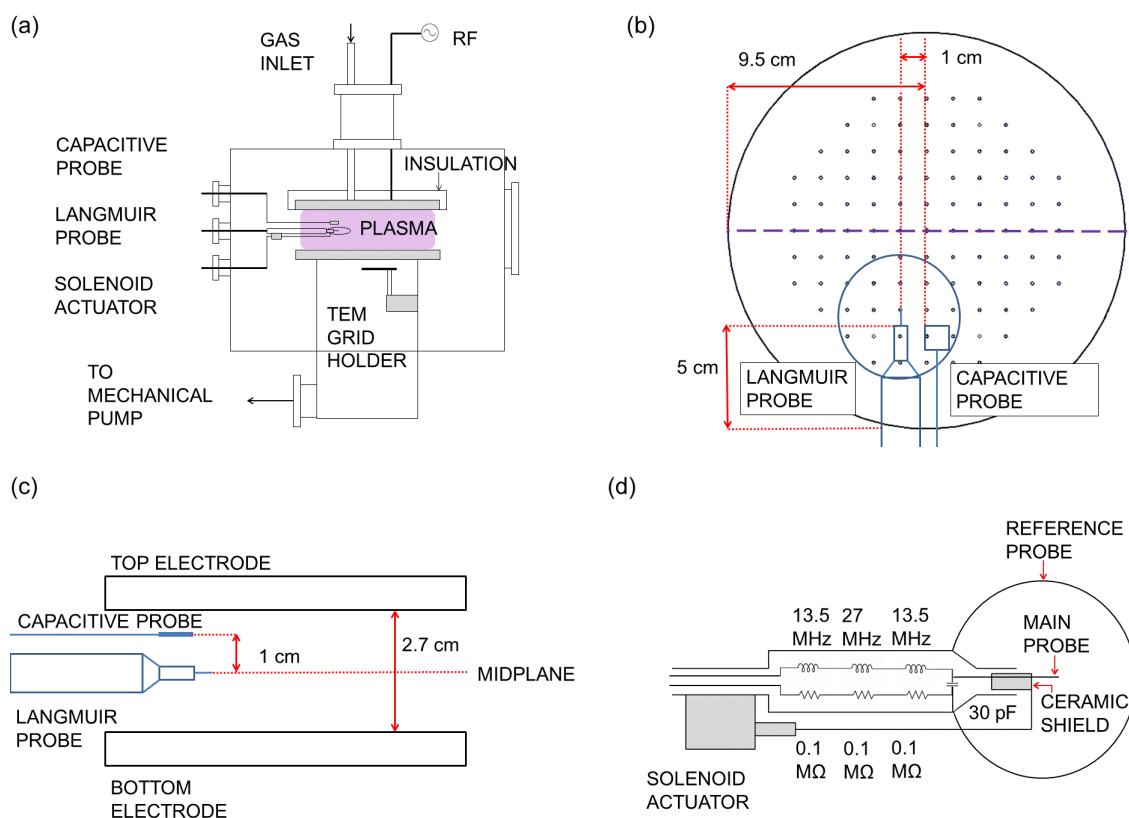 (a)
GAS
INLET
RF
CAPACITIVE
PROBE
INSULATION
LANGMUIR
PROBE
PLASMA
SOLENOID
ACTUATOR
TEM
GRID
HOLDER
TO
MECHANICAL
PUMP
(b)
9.5 cm
1 cm
5 cm
LANGMUIR
PROBE
CAPACITIVE
PROBE
(c)
TOP ELECTRODE
CAPACITIVE PROBE
1 cm
2.7 cm
MIDPLANE
LANGMUIR
PROBE
BOTTOM
ELECTRODE
(d)
REFERENCE
PROBE
13.5 27 13.5
MHz MHz MHz
MAIN
PROBE
30 pF
CERAMIC
SHIELD
0.1 0.1 0.1
MΩ MΩ MΩ
SOLENOID
ACTUATOR